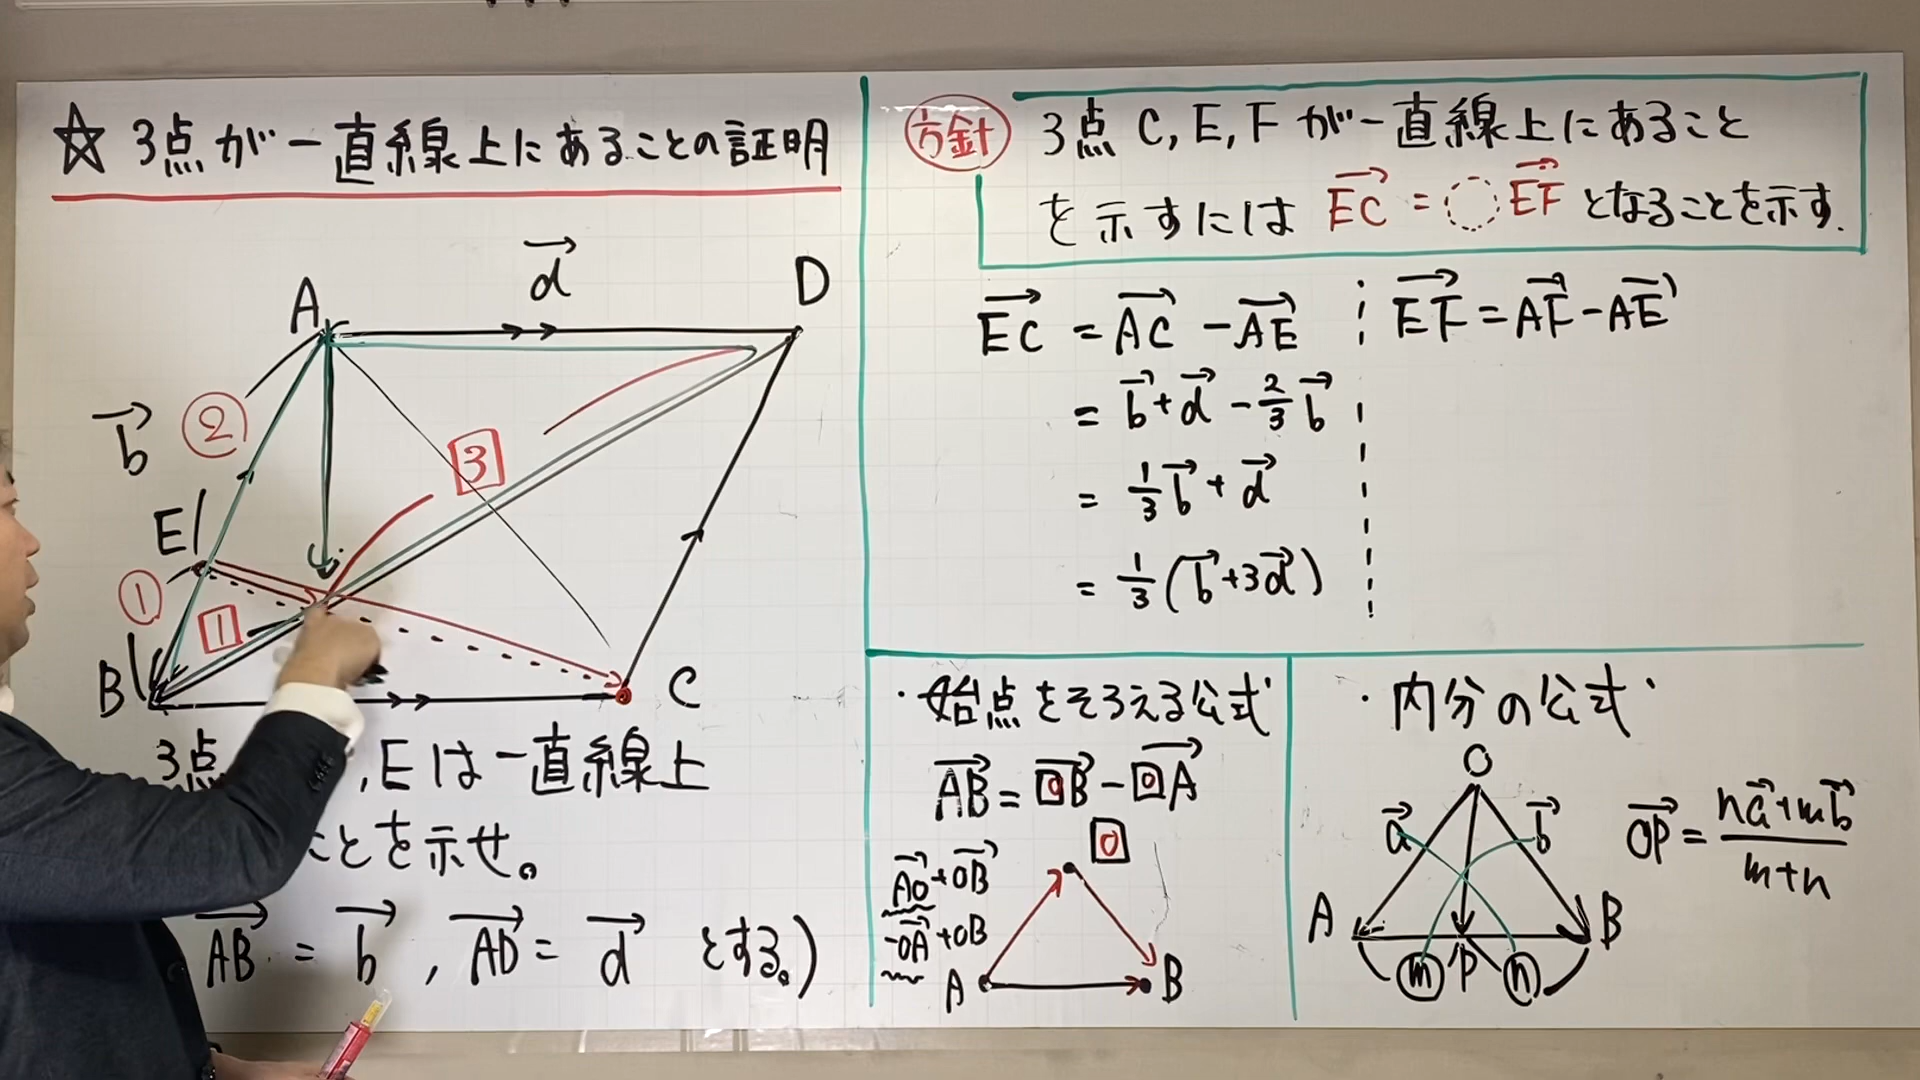 ☆ 3点が一直線上にあることの証明
d→
A
D
b→
②
3
E
①
1
B
C
3点
,Eは一直線上
ことを示せ。
AB→ = b→ , AD→ = d→ とする。)
方針 3点 C, E, F が一直線上にあること
を示すには EC→ = ◯ EF→ となることを示す.
EC→ = AC→ - AE→
= b→ + d→ - 2/3 b→
= 1/3 b→ + d→
= 1/3 (b→ + 3d→)
EF→ = AF→ - AE→
・始点をそろえる公式
AB→ = □B→ - □A→
AO→ + OB→
-OA→ + OB
O
A
B
・内分の公式
O
a→
b→
A
B
m P n
OP→ = na→ + mb→ / m+n